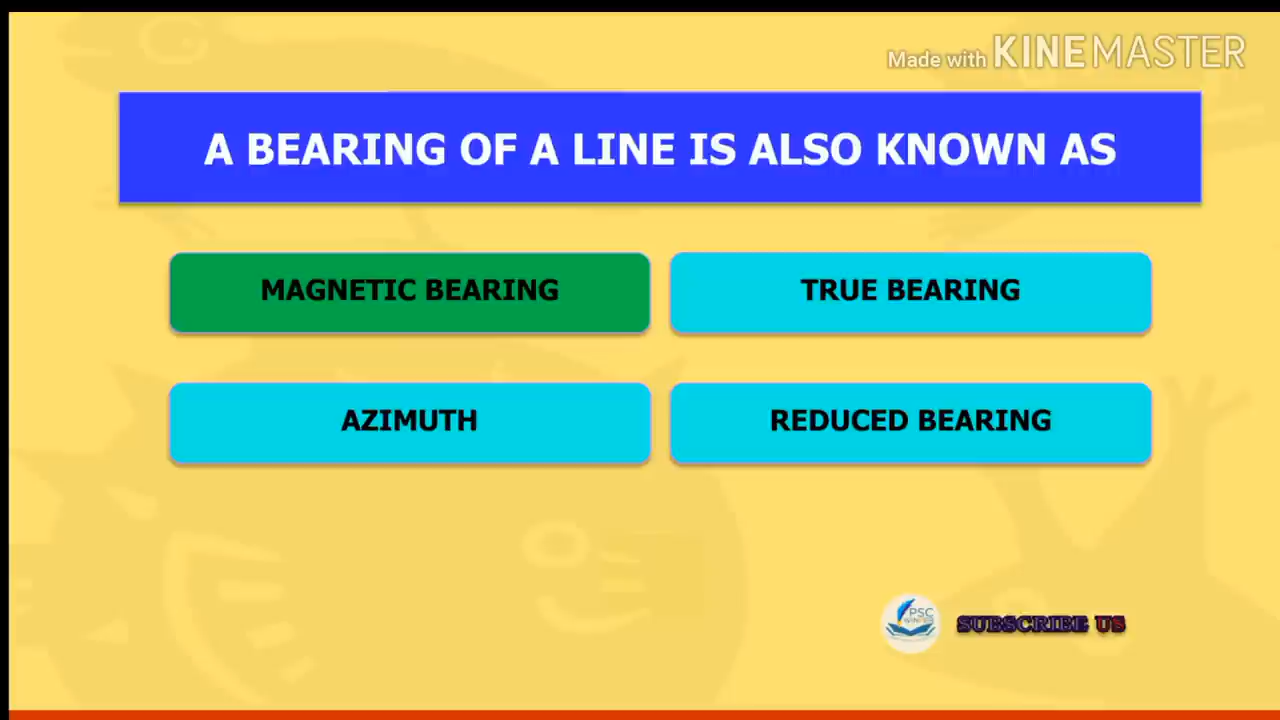 Made with KINEMASTER
A BEARING OF A LINE IS ALSO KNOWN AS
MAGNETIC BEARING
TRUE BEARING
AZIMUTH
REDUCED BEARING
PSC
SUBSCRIBE US